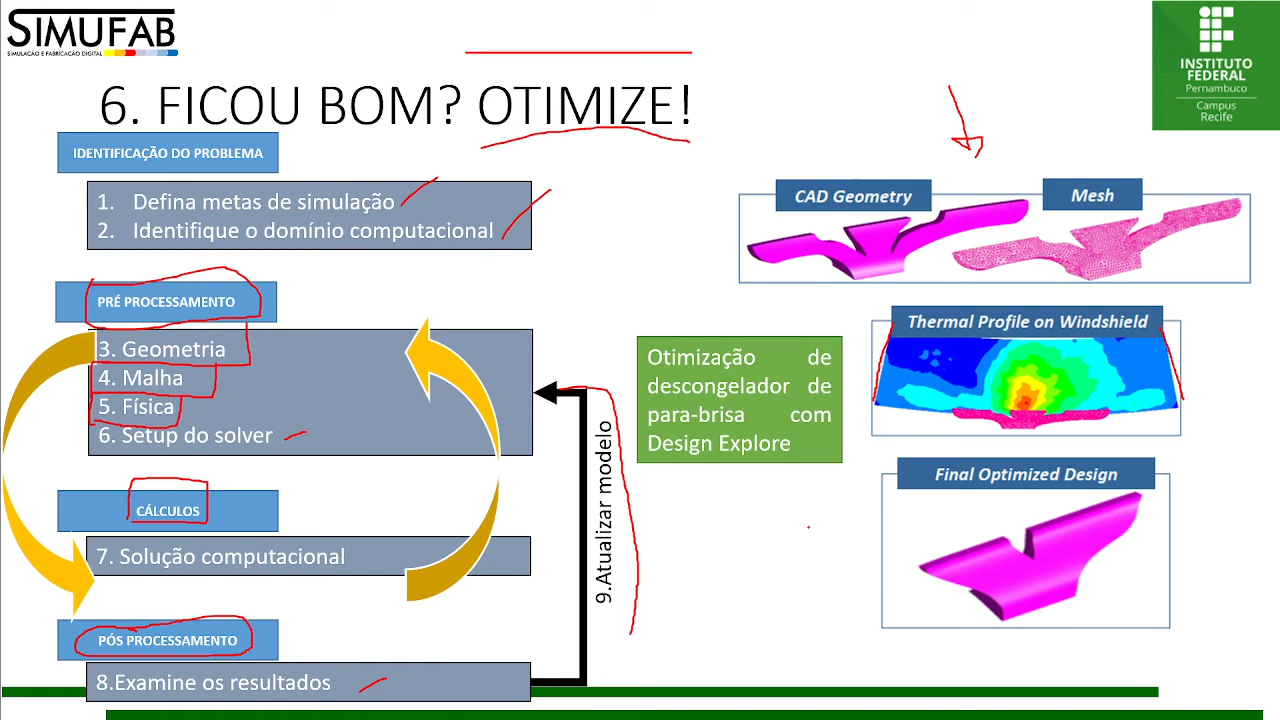 SIMUFAB
SIMULAÇÃO E FABRICAÇÃO DIGITAL
INSTITUTO
FEDERAL
Pernambuco
Campus
Recife
6. FICOU BOM? OTIMIZE!
IDENTIFICAÇÃO DO PROBLEMA
1. Defina metas de simulação
2. Identifique o domínio computacional
PRÉ PROCESSAMENTO
3. Geometria
4. Malha
5. Física
6. Setup do solver
CÁLCULOS
7. Solução computacional
PÓS PROCESSAMENTO
8.Examine os resultados
9.Atualizar modelo
Otimização de
descongelador de
para-brisa com
Design Explore
CAD Geometry
Mesh
Thermal Profile on Windshield
Final Optimized Design